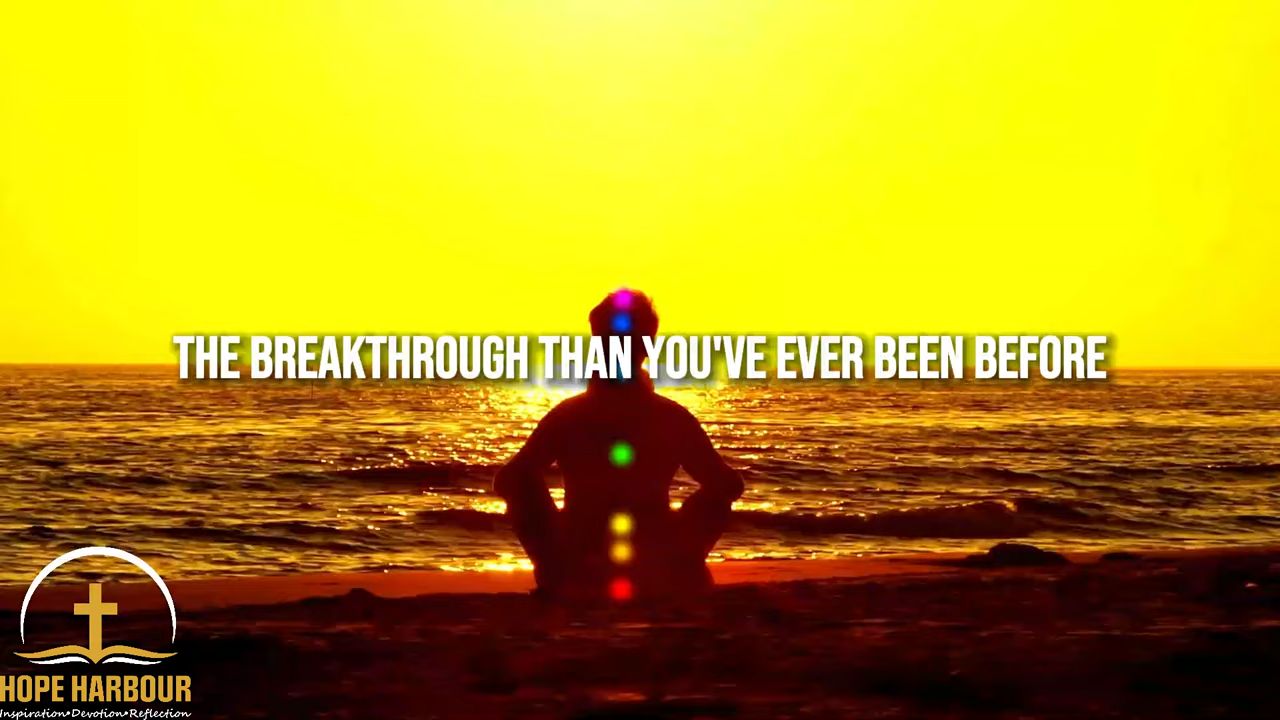 THE BREAKTHROUGH THAN YOU'VE EVER BEEN BEFORE
HOPE HARBOUR
Inspiration•Devotion•Reflection